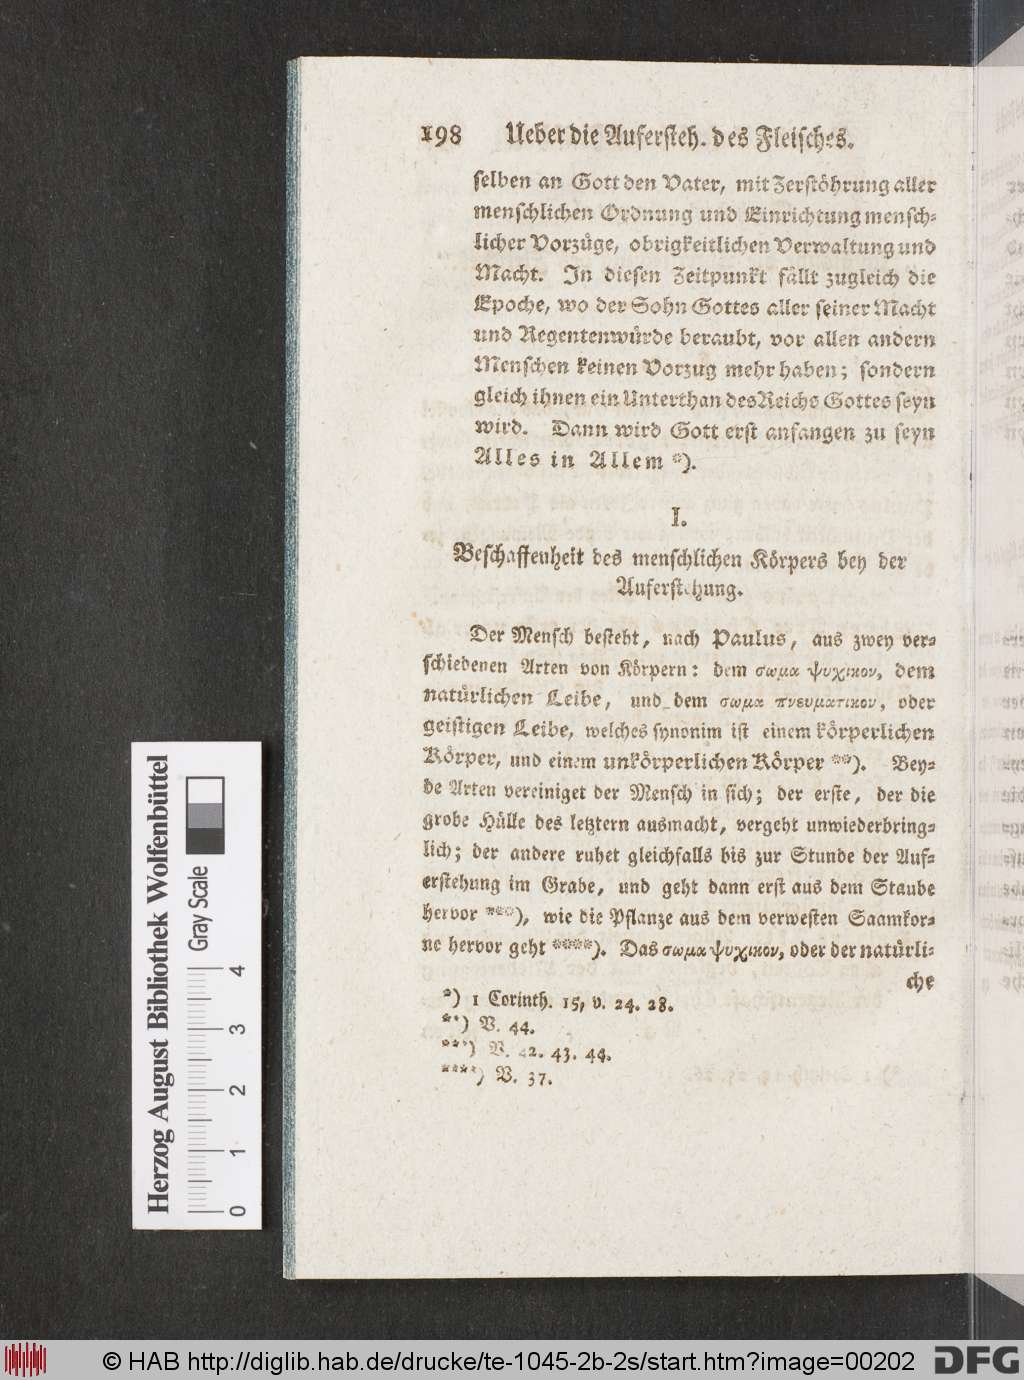 198 Ueber die Aufersteh. des Fleisches.
selben an Gott den Vater, mit Zerstöhrung aller
menschlichen Ordnung und Einrichtung mensch-
licher Vorzüge, obrigkeitlichen Verwaltung und
Macht. In diesen Zeitpunkt fällt zugleich die
Epoche, wo der Sohn Gottes aller seiner Macht
und Regentenwürde beraubt, vor allen andern
Menschen keinen Vorzug mehr haben; sondern
gleich ihnen ein Unterthan des Reichs Gottes seyn
wird. Dann wird Gott erst anfangen zu seyn
Alles in Allem *).
I.
Beschaffenheit des menschlichen Körpers bey der
Auferstehung.
Der Mensch besteht, nach Paulus, aus zwey ver-
schiedenen Arten von Körpern: dem σωμα ψυχικον, dem
natürlichen Leibe, und dem σωμα πνευματικον, oder
geistigen Leibe, welches synonim ist einem körperlichen
Körper, und einem unkörperlichen Körper **). Bey-
de Arten vereiniget der Mensch in sich; der erste, der die
grobe Hülle des letztern ausmacht, vergeht unwiederbring-
lich; der andere ruhet gleichfalls bis zur Stunde der Auf-
erstehung im Grabe, und geht dann erst aus dem Staube
hervor ***), wie die Pflanze aus dem verwesten Saamkor-
ne hervor geht ****). Das σωμα ψυχικον, oder der natürli-
che
*) 1 Corinth. 15, v. 24. 28.
**) V. 44.
***) V. 42. 43. 44.
****) V. 37.
Herzog August Bibliothek Wolfenbüttel
Gray Scale
0 1 2 3 4
© HAB http://diglib.hab.de/drucke/te-1045-2b-2s/start.htm?image=00202
DFG